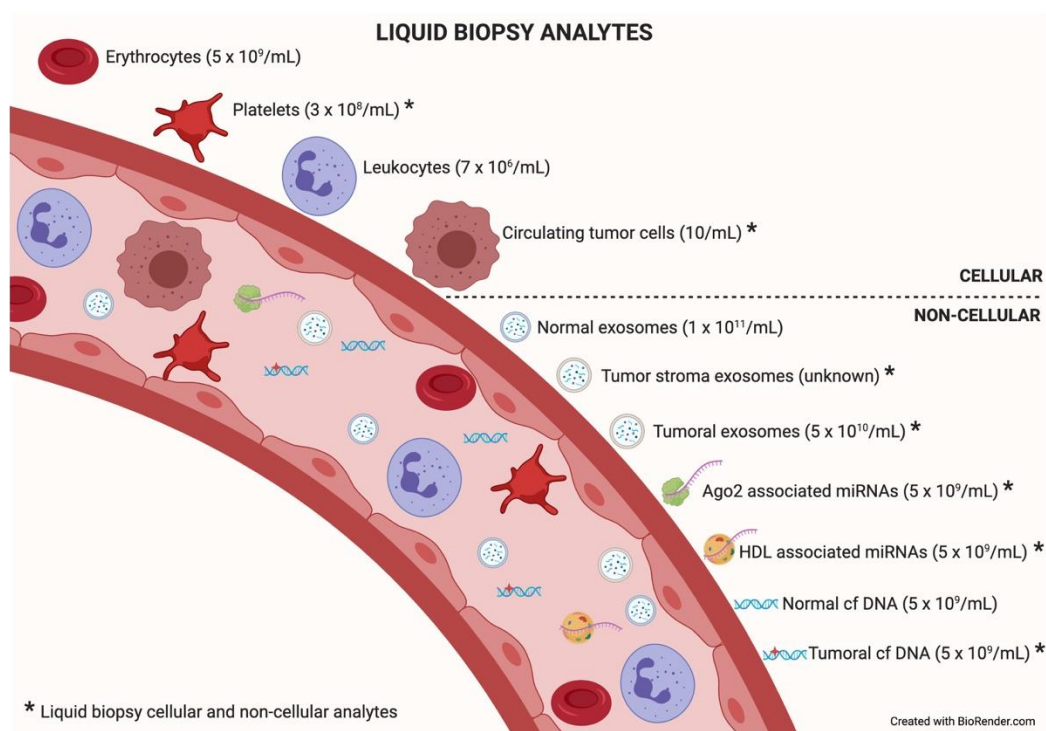 LIQUID BIOPSY ANALYTES
Erythrocytes (5 x 10⁹/mL)
Platelets (3 x 10⁸/mL) *
Leukocytes (7 x 10⁶/mL)
Circulating tumor cells (10/mL) *
CELLULAR
NON-CELLULAR
Normal exosomes (1 x 10¹¹/mL)
Tumor stroma exosomes (unknown) *
Tumoral exosomes (5 x 10¹⁰/mL) *
Ago2 associated miRNAs (5 x 10⁹/mL) *
HDL associated miRNAs (5 x 10⁹/mL) *
Normal cf DNA (5 x 10⁹/mL)
Tumoral cf DNA (5 x 10⁹/mL) *
* Liquid biopsy cellular and non-cellular analytes
Created with BioRender.com